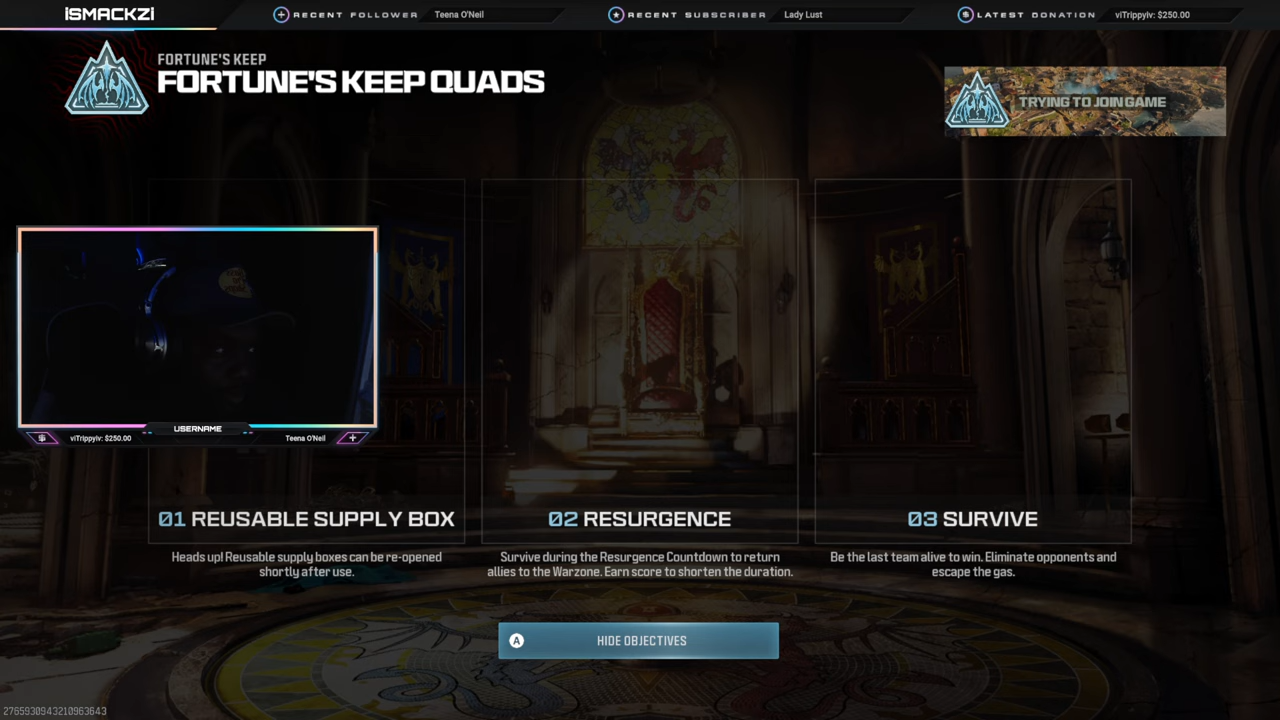 iSMACKZI
RECENT FOLLOWER Teena O'Neil
RECENT SUBSCRIBER Lady Lust
LATEST DONATION viTrippyiv: $250.00
FORTUNE'S KEEP
FORTUNE'S KEEP QUADS
TRYING TO JOIN GAME
USERNAME
viTrippyiv: $250.00
Teena O'Neil
01 REUSABLE SUPPLY BOX
Heads up! Reusable supply boxes can be re-opened
shortly after use.
02 RESURGENCE
Survive during the Resurgence Countdown to return
allies to the Warzone. Earn score to shorten the duration.
03 SURVIVE
Be the last team alive to win. Eliminate opponents and
escape the gas.
A HIDE OBJECTIVES
2765930943210963643